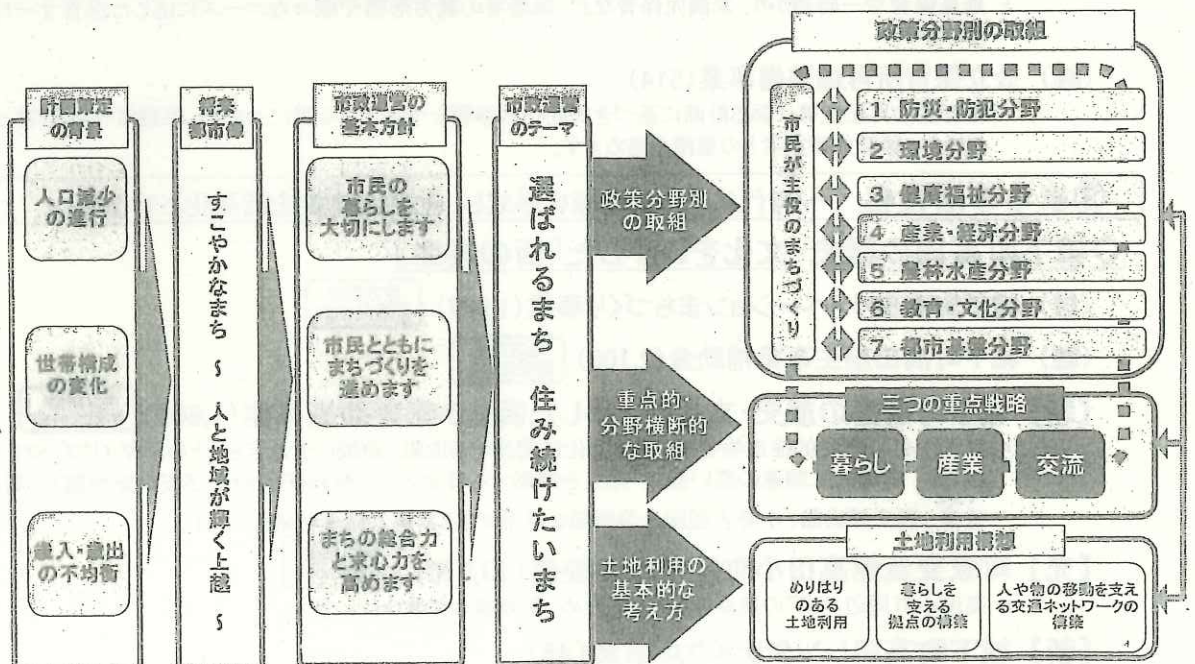 計画策定
の背景
人口減少
の進行
世帯構成
の変化
歳入・歳出
の不均衡
将来
都市像
すこやかなまち ～ 人と地域が輝く上越 ～
市政運営の
基本方針
市民の
暮らしを
大切にします
市民とともに
まちづくりを
進めます
まちの総合力
と求心力を
高めます
市政運営
のテーマ
選ばれるまち 住み続けたいまち
政策分野別
の取組
重点的・
分野横断的
な取組
土地利用の
基本的な
考え方
政策分野別の取組
市民が主役のまちづくり
1 防災・防犯分野
2 環境分野
3 健康福祉分野
4 産業・経済分野
5 農林水産分野
6 教育・文化分野
7 都市基盤分野
三つの重点戦略
暮らし
産業
交流
土地利用構想
めりはり
のある
土地利用
暮らしを
支える
拠点の構築
人や物の移動を支え
る交通ネットワークの
構築
4